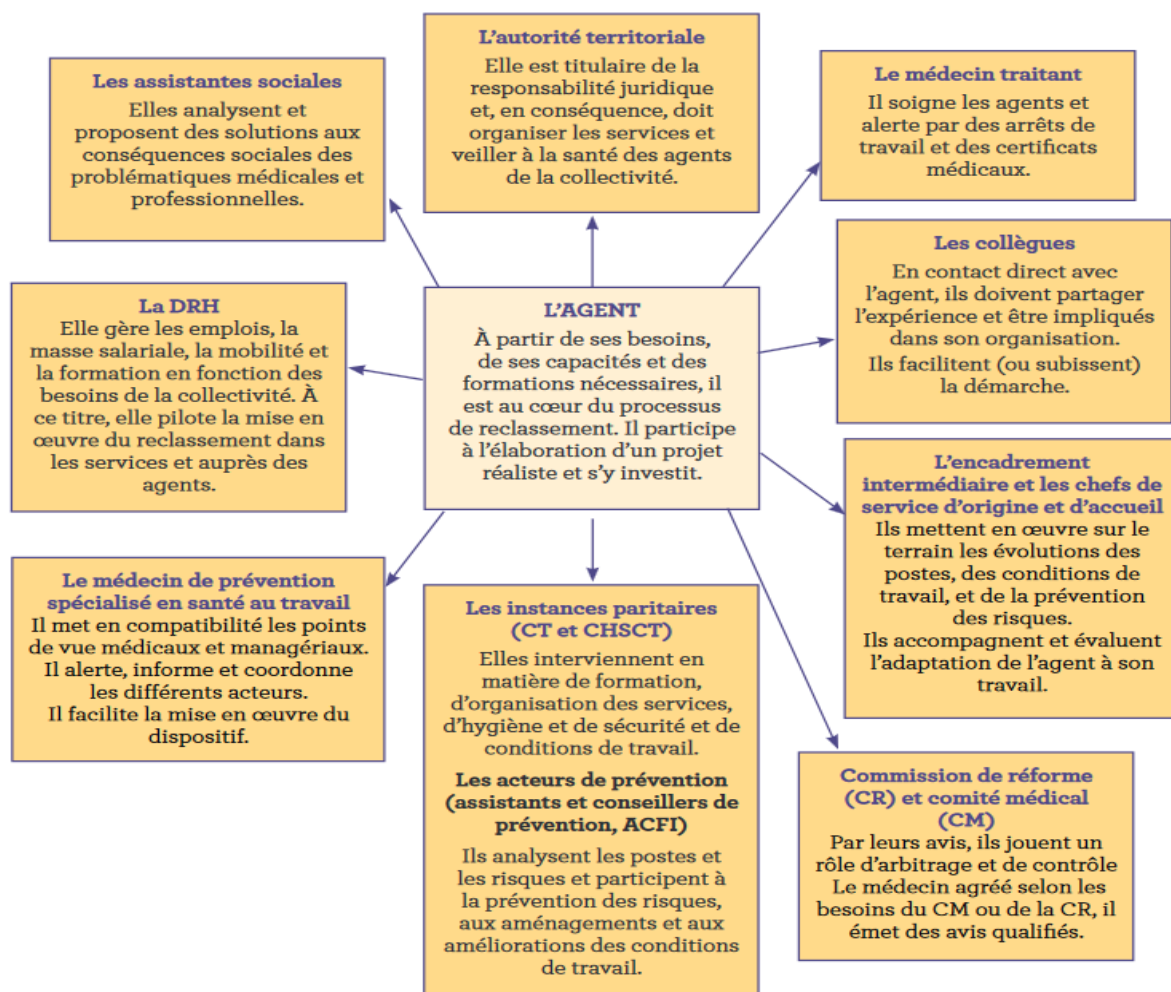 Les assistantes sociales
Elles analysent et
proposent des solutions aux
conséquences sociales des
problématiques médicales et
professionnelles.
L'autorité territoriale
Elle est titulaire de la
responsabilité juridique
et, en conséquence, doit
organiser les services et
veiller à la santé des agents
de la collectivité.
Le médecin traitant
Il soigne les agents et
alerte par des arrêts de
travail et des certificats
médicaux.
La DRH
Elle gère les emplois, la
masse salariale, la mobilité et
la formation en fonction des
besoins de la collectivité. À
ce titre, elle pilote la mise en
œuvre du reclassement dans
les services et auprès des
agents.
L'AGENT
À partir de ses besoins,
de ses capacités et des
formations nécessaires, il
est au cœur du processus
de reclassement. Il participe
à l'élaboration d'un projet
réaliste et s'y investit.
Les collègues
En contact direct avec
l'agent, ils doivent partager
l'expérience et être impliqués
dans son organisation.
Ils facilitent (ou subissent)
la démarche.
L'encadrement
intermédiaire et les chefs de
service d'origine et d'accueil
Ils mettent en œuvre sur le
terrain les évolutions des
postes, des conditions de
travail, et de la prévention
des risques.
Ils accompagnent et évaluent
l'adaptation de l'agent à son
travail.
Le médecin de prévention
spécialisé en santé au travail
Il met en compatibilité les points
de vue médicaux et managériaux.
Il alerte, informe et coordonne
les différents acteurs.
Il facilite la mise en œuvre du
dispositif.
Les instances paritaires
(CT et CHSCT)
Elles interviennent en
matière de formation,
d'organisation des services,
d'hygiène et de sécurité et de
conditions de travail.
Les acteurs de prévention
(assistants et conseillers de
prévention, ACFI)
Ils analysent les postes et
les risques et participent à
la prévention des risques,
aux aménagements et aux
améliorations des conditions
de travail.
Commission de réforme
(CR) et comité médical
(CM)
Par leurs avis, ils jouent un
rôle d'arbitrage et de contrôle
Le médecin agréé selon les
besoins du CM ou de la CR, il
émet des avis qualifiés.